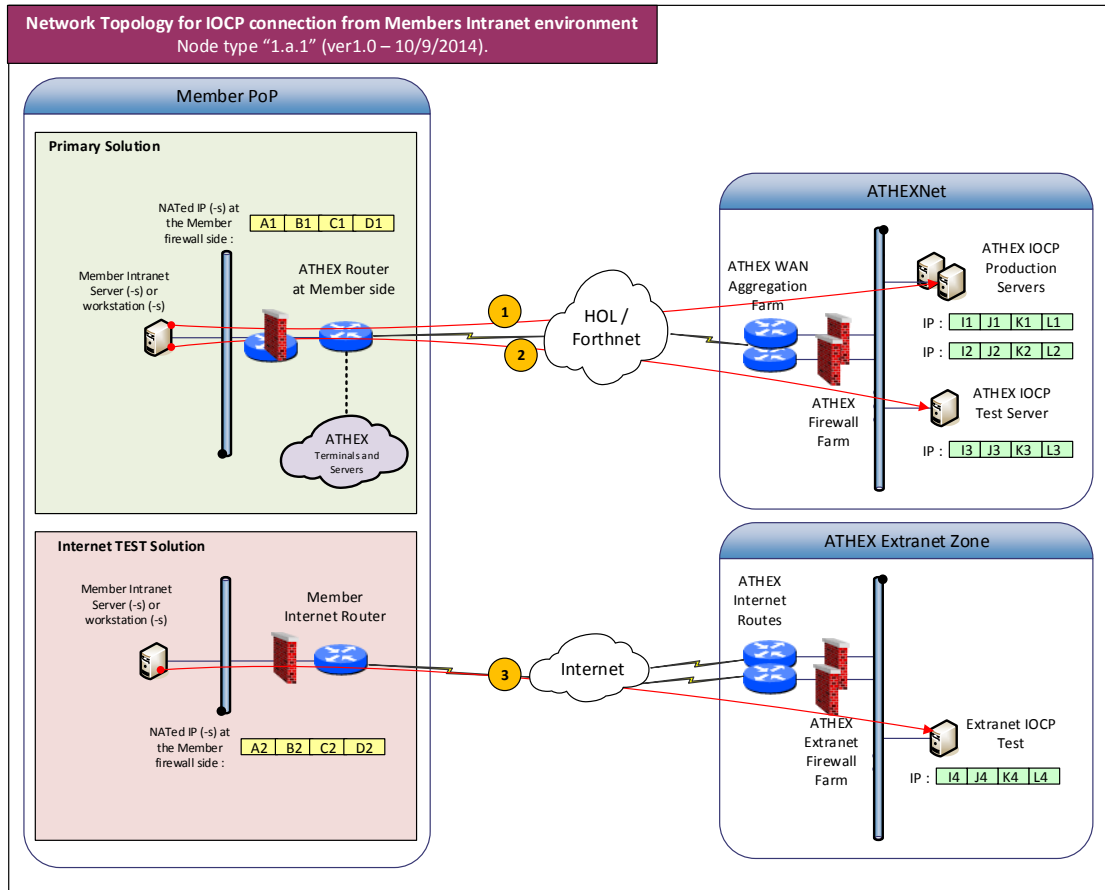 Network Topology for IOCP connection from Members Intranet environment
Node type “1.a.1” (ver1.0 – 10/9/2014).
Member PoP
Primary Solution
NATed IP (-s) at
the Member
firewall side :
A1 B1 C1 D1
Member Intranet
Server (-s) or
workstation (-s)
ATHEX Router
at Member side
ATHEX
Terminals and
Servers
1
2
HOL /
Forthnet
ATHEXNet
ATHEX WAN
Aggregation
Farm
ATHEX
Firewall
Farm
ATHEX IOCP
Production
Servers
IP : I1 J1 K1 L1
IP : I2 J2 K2 L2
ATHEX IOCP
Test Server
IP : I3 J3 K3 L3
Internet TEST Solution
Member Intranet
Server (-s) or
workstation (-s)
Member
Internet Router
NATed IP (-s) at
the Member
firewall side :
A2 B2 C2 D2
3
Internet
ATHEX Extranet Zone
ATHEX
Internet
Routes
ATHEX
Extranet
Firewall
Farm
Extranet IOCP
Test
IP : I4 J4 K4 L4